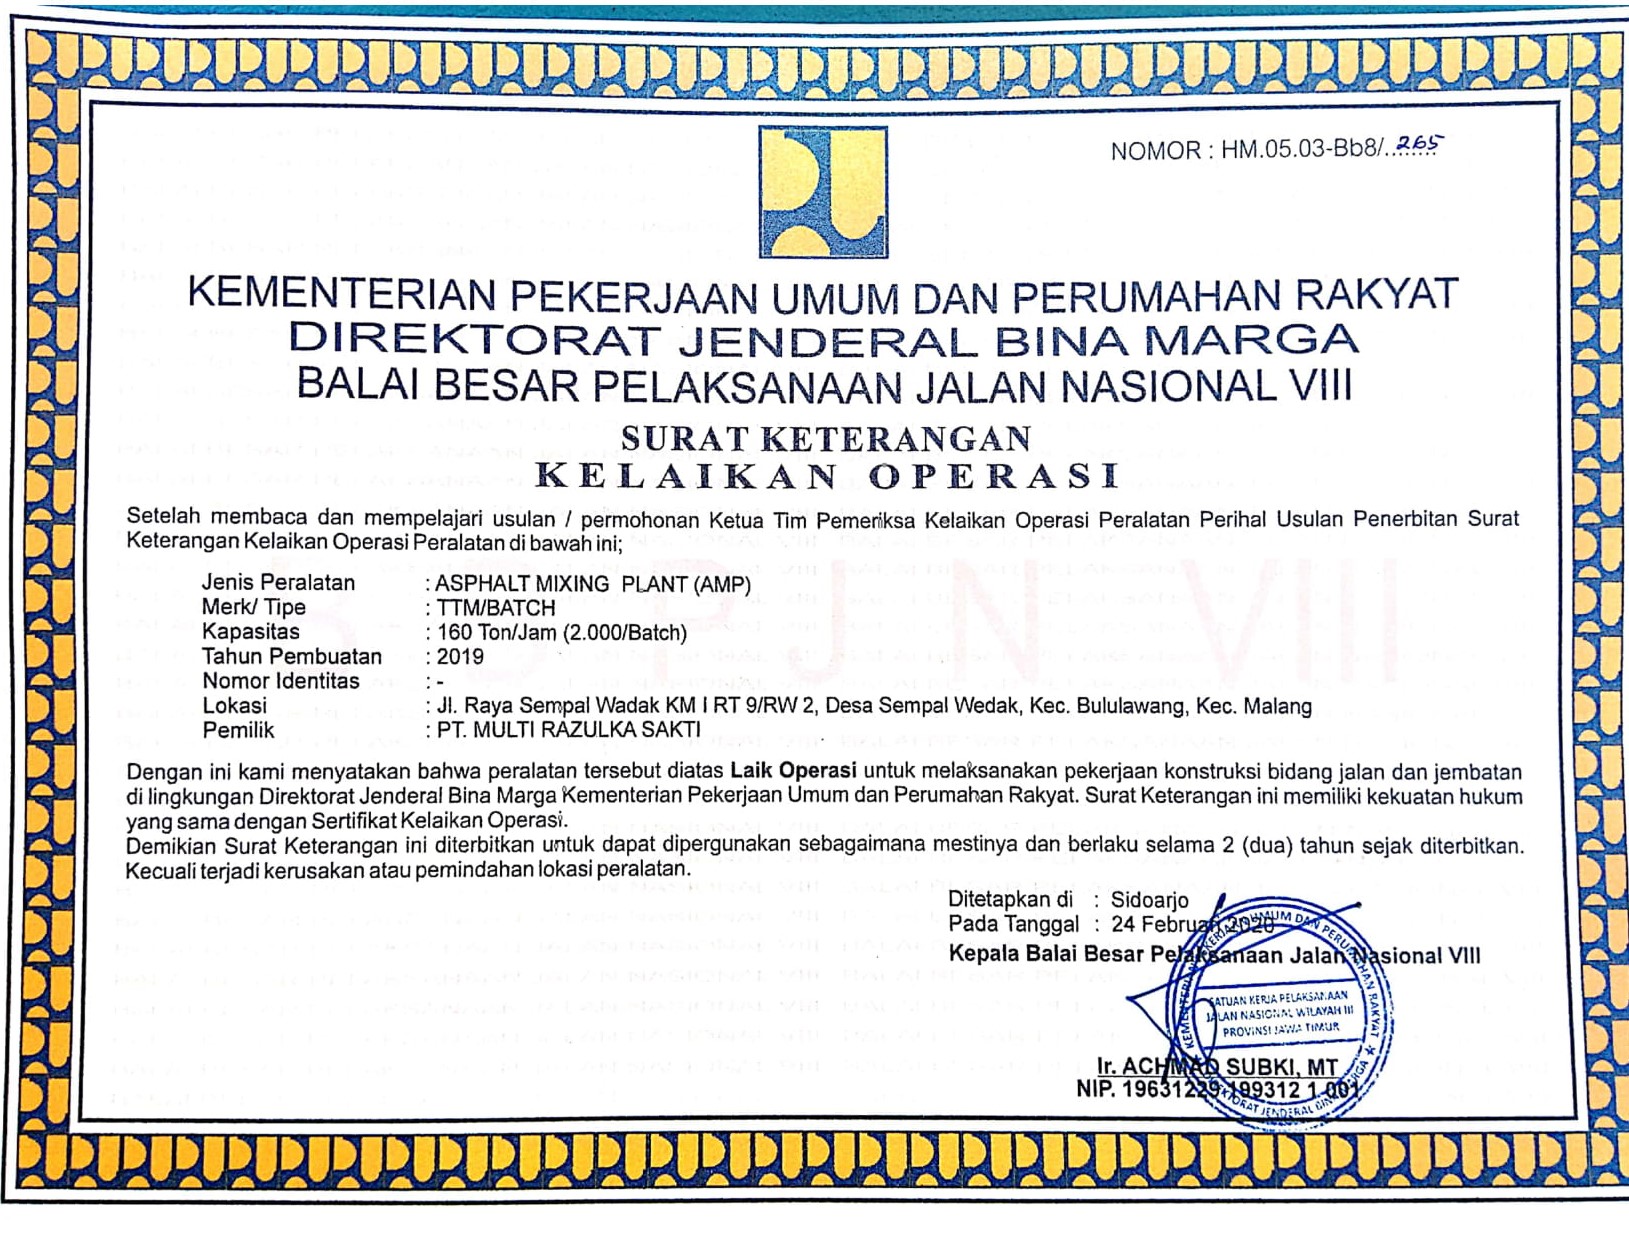 NOMOR : HM.05.03-Bb8/.265
KEMENTERIAN PEKERJAAN UMUM DAN PERUMAHAN RAKYAT
DIREKTORAT JENDERAL BINA MARGA
BALAI BESAR PELAKSANAAN JALAN NASIONAL VIII
SURAT KETERANGAN
KELAIKAN OPERASI
Setelah membaca dan mempelajari usulan / permohonan Ketua Tim Pemeriksa Kelaikan Operasi Peralatan Perihal Usulan Penerbitan Surat
Keterangan Kelaikan Operasi Peralatan di bawah ini;
Jenis Peralatan : ASPHALT MIXING PLANT (AMP)
Merk/ Tipe : TTM/BATCH
Kapasitas : 160 Ton/Jam (2.000/Batch)
Tahun Pembuatan : 2019
Nomor Identitas : -
Lokasi : Jl. Raya Sempal Wadak KM I RT 9/RW 2, Desa Sempal Wedak, Kec. Bululawang, Kec. Malang
Pemilik : PT. MULTI RAZULKA SAKTI
Dengan ini kami menyatakan bahwa peralatan tersebut diatas Laik Operasi untuk melaksanakan pekerjaan konstruksi bidang jalan dan jembatan
di lingkungan Direktorat Jenderal Bina Marga Kementerian Pekerjaan Umum dan Perumahan Rakyat. Surat Keterangan ini memiliki kekuatan hukum
yang sama dengan Sertifikat Kelaikan Operasi.
Demikian Surat Keterangan ini diterbitkan untuk dapat dipergunakan sebagaimana mestinya dan berlaku selama 2 (dua) tahun sejak diterbitkan.
Kecuali terjadi kerusakan atau pemindahan lokasi peralatan.
Ditetapkan di : Sidoarjo
Pada Tanggal : 24 Februari 2020
Kepala Balai Besar Pelaksanaan Jalan Nasional VIII
KEMENTERIAN PEKERJAAN UMUM DAN PERUMAHAN RAKYAT
SATUAN KERJA PELAKSANAAN
JALAN NASIONAL WILAYAH III
PROVINSI JAWA TIMUR
DIREKTORAT JENDERAL BINA MARGA
Ir. ACHMAD SUBKI, MT
NIP. 19631229 199312 1 001